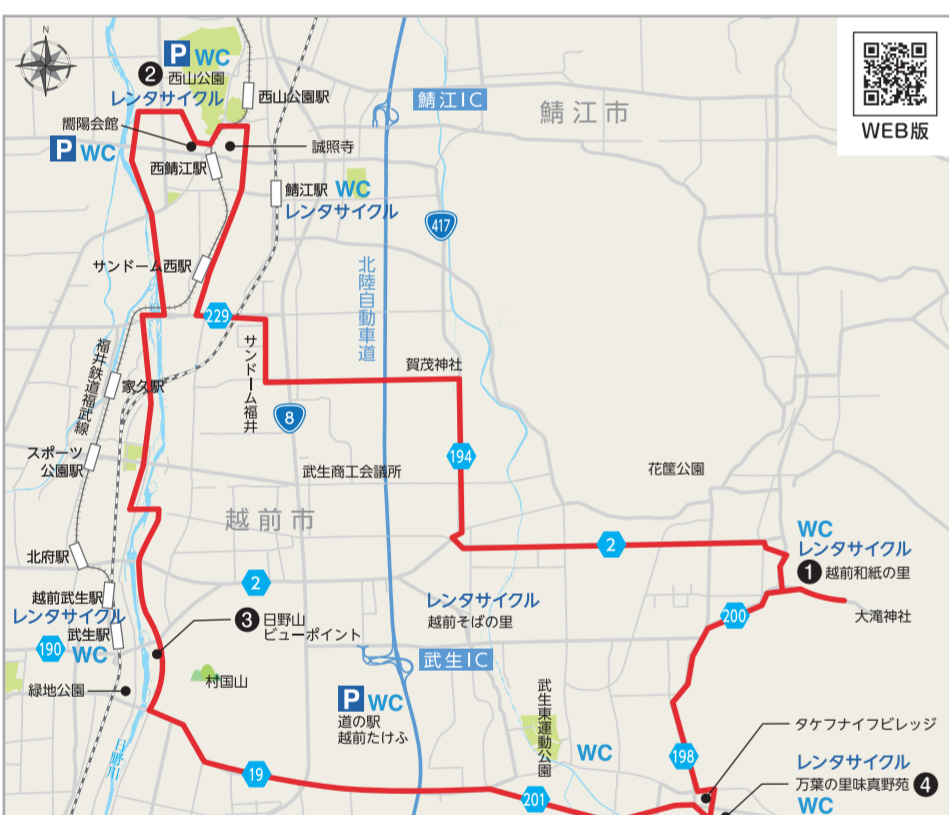 N
P WC
❷ 西山公園
レンタサイクル
西山公園駅
嚮陽会館
P WC
誠照寺
西鯖江駅
鯖江駅 WC
レンタサイクル
鯖江IC
鯖江市
WEB版
417
サンドーム西駅
北陸自動車道
229
サンドーム福井
賀茂神社
福井鉄道福武線
家久駅
8
スポーツ
公園駅
武生商工会議所
194
花筐公園
越前市
北府駅
2
2
WC
レンタサイクル
❶ 越前和紙の里
越前武生駅
レンタサイクル
武生駅
190 WC
❸ 日野山
ビューポイント
レンタサイクル
越前そばの里
200
大滝神社
武生IC
緑地公園
村国山
P WC
道の駅
越前たけふ
武生東運動公園
WC
日野川
198
タケフナイフビレッジ
レンタサイクル
万葉の里味真野苑 ❹
WC
19
201